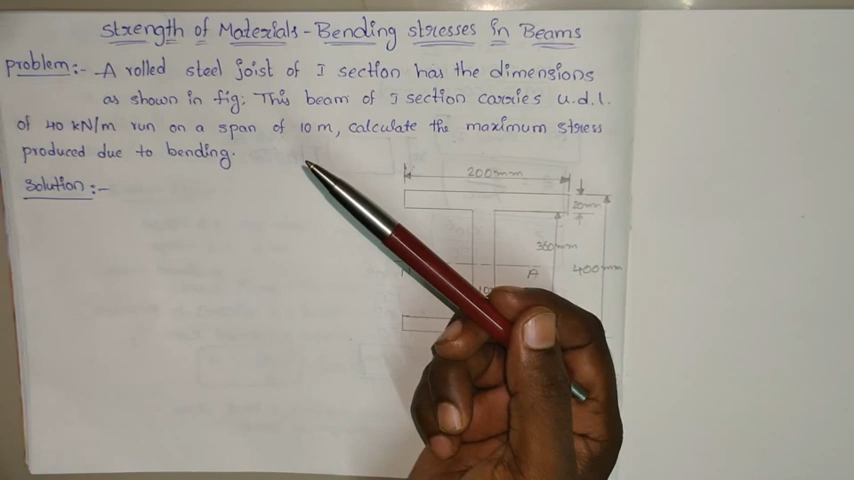 Strength of Materials - Bending stresses in Beams
problem:- A rolled steel joist of I section has the dimensions
as shown in fig: This beam of I section carries u.d.l.
of 40 kN/m run on a span of 10 m, calculate the maximum stress
produced due to bending.
Solution:-
200mm
20mm
360mm
400mm
N
A
10